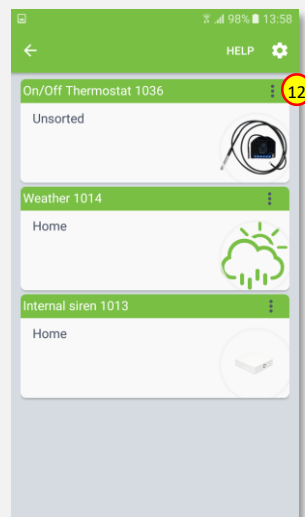 98% 13:58
HELP
On/Off Thermostat 1036
12
Unsorted
Weather 1014
Home
Internal siren 1013
Home